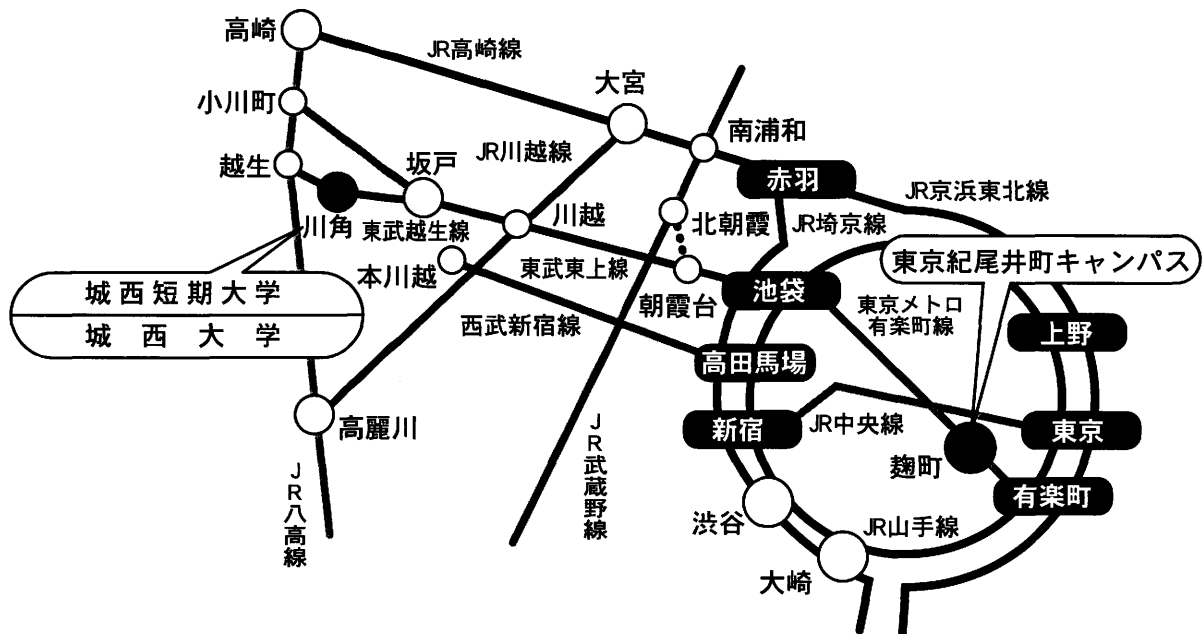 高崎
JR高崎線
大宮
小川町
南浦和
越生
坂戸
JR川越線
赤羽
JR京浜東北線
川角
東武越生線
川越
北朝霞
JR埼京線
東京紀尾井町キャンパス
本川越
東武東上線
朝霞台
池袋
東京メトロ
有楽町線
城西短期大学
城西大学
西武新宿線
上野
高田馬場
高麗川
新宿
JR中央線
東京
麹町
JR八高線
JR武蔵野線
有楽町
渋谷
JR山手線
大崎